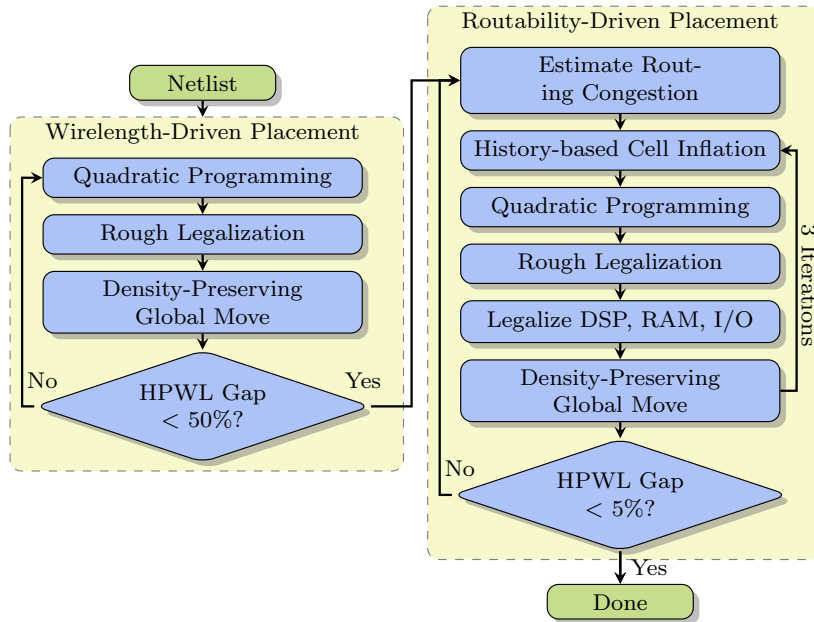 Netlist
Wirelength-Driven Placement
Quadratic Programming
Rough Legalization
Density-Preserving
Global Move
HPWL Gap
< 50%?
No
Yes
Routability-Driven Placement
Estimate Rout-
ing Congestion
History-based Cell Inflation
Quadratic Programming
Rough Legalization
Legalize DSP, RAM, I/O
Density-Preserving
Global Move
3 Iterations
HPWL Gap
< 5%?
No
Yes
Done